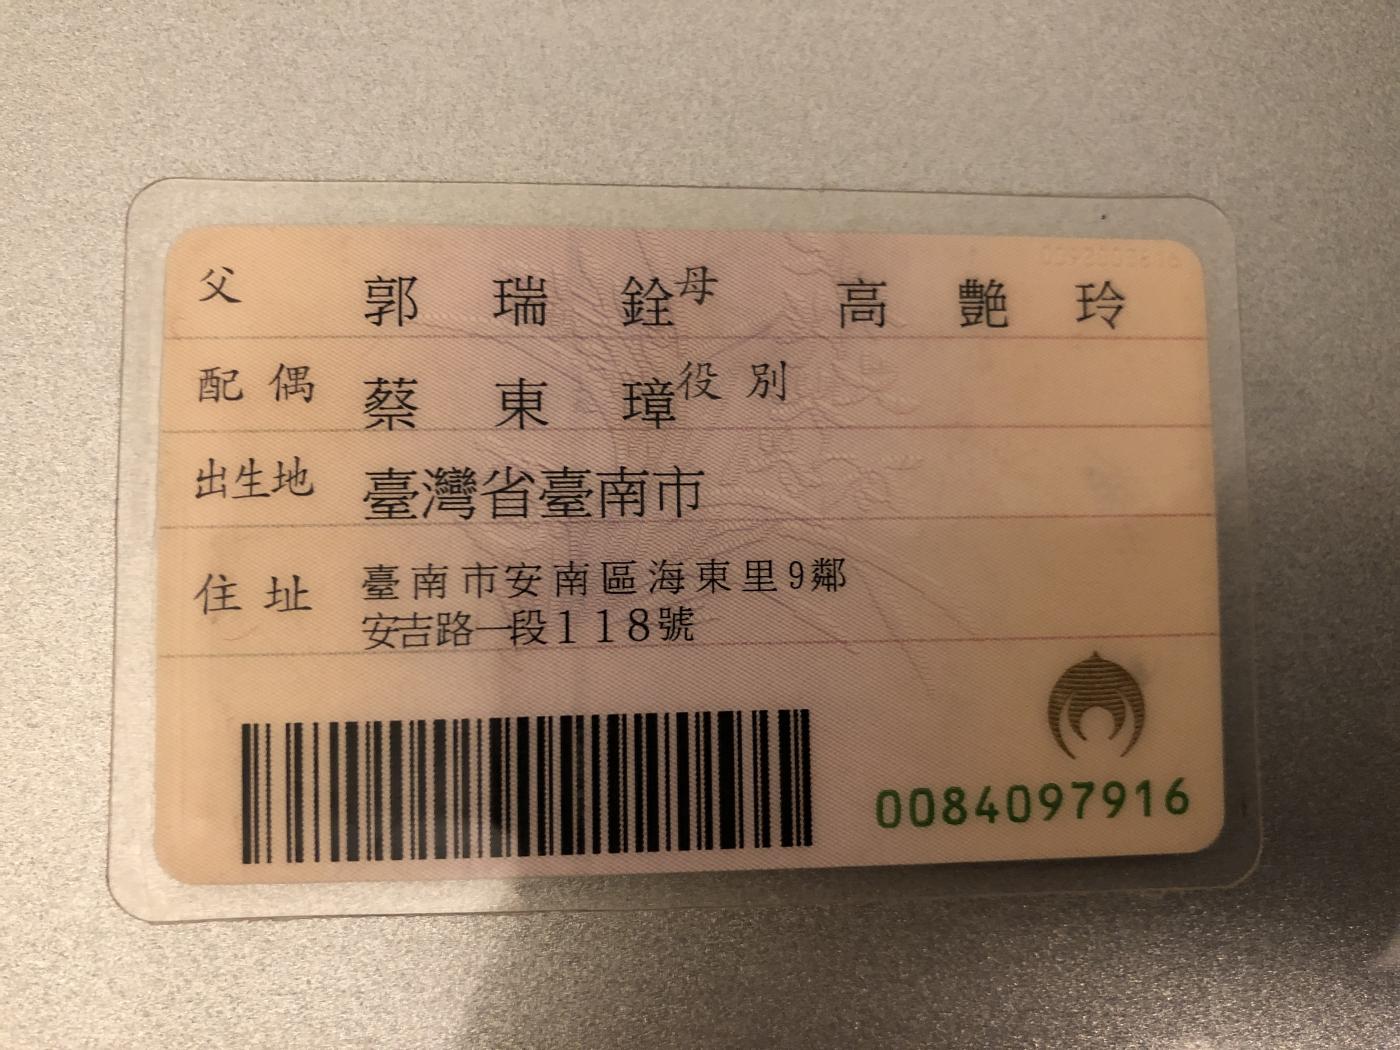 父 郭瑞銓 母 高艷玲
配偶 蔡東璋 役別
出生地 臺灣省臺南市
住址 臺南市安南區海東里9鄰
安吉路一段118號
0084097916